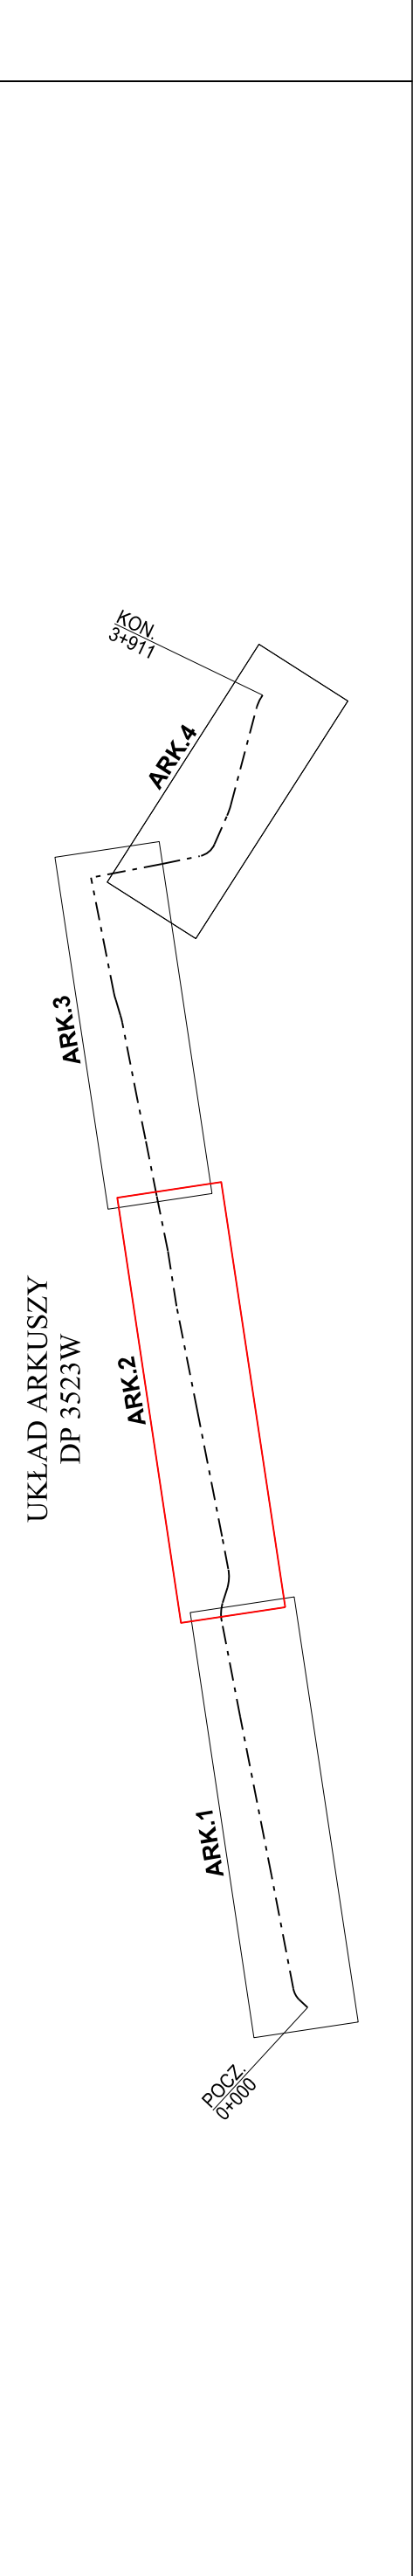 UKŁAD ARKUSZY
DP 3523W
KON.
3+911
ARK.4
ARK.3
ARK.2
ARK.1
POCZ.
0+000